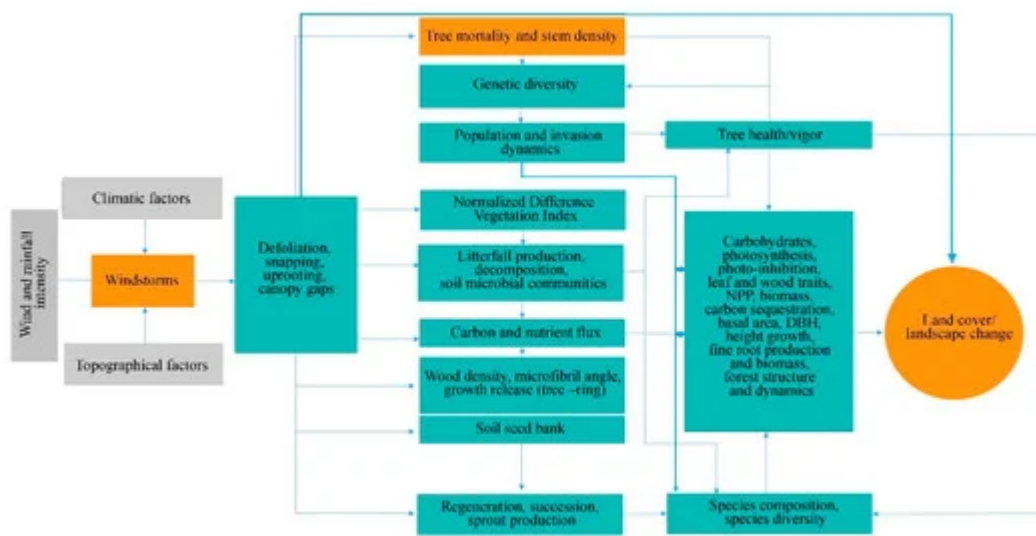 Tree mortality and stem density
Genetic diversity
Population and invasion
dynamics
Tree health/vigor
Climatic factors
Wind and rainfall
intensity
Windstorms
Topographical factors
Defoliation,
snapping,
uprooting,
canopy gaps
Normalized Difference
Vegetation Index
Litterfall production,
decomposition,
soil microbial communities
Carbon and nutrient flux
Wood density, microfibril angle,
growth release (tree –ring)
Soil seed bank
Regeneration, succession,
sprout production
Carbohydrates,
photosynthesis,
photo-inhibition,
leaf and wood traits,
NPP, biomass,
carbon sequestration,
basal area, DBH,
height growth,
fine root production
and biomass,
forest structure
and dynamics
Species composition,
species diversity
Land cover/
landscape change